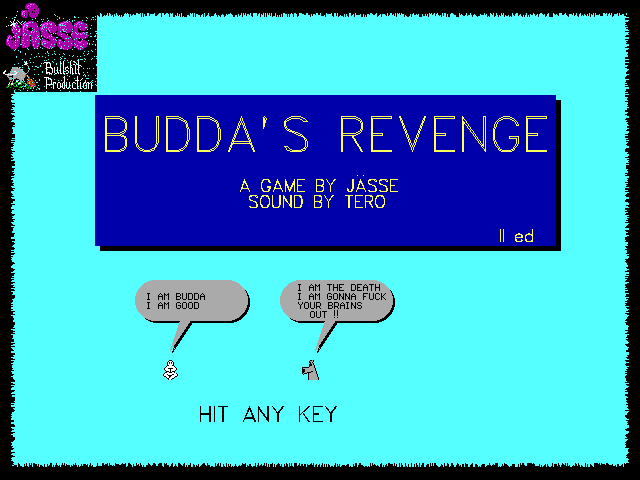 JÄSSE
Bullshit
Production
BUDDA'S REVENGE
A GAME BY JÄSSE
SOUND BY TERO
II ed
I AM BUDDA
I AM GOOD
I AM THE DEATH
I AM GONNA FUCK
YOUR BRAINS
OUT !!
HIT ANY KEY